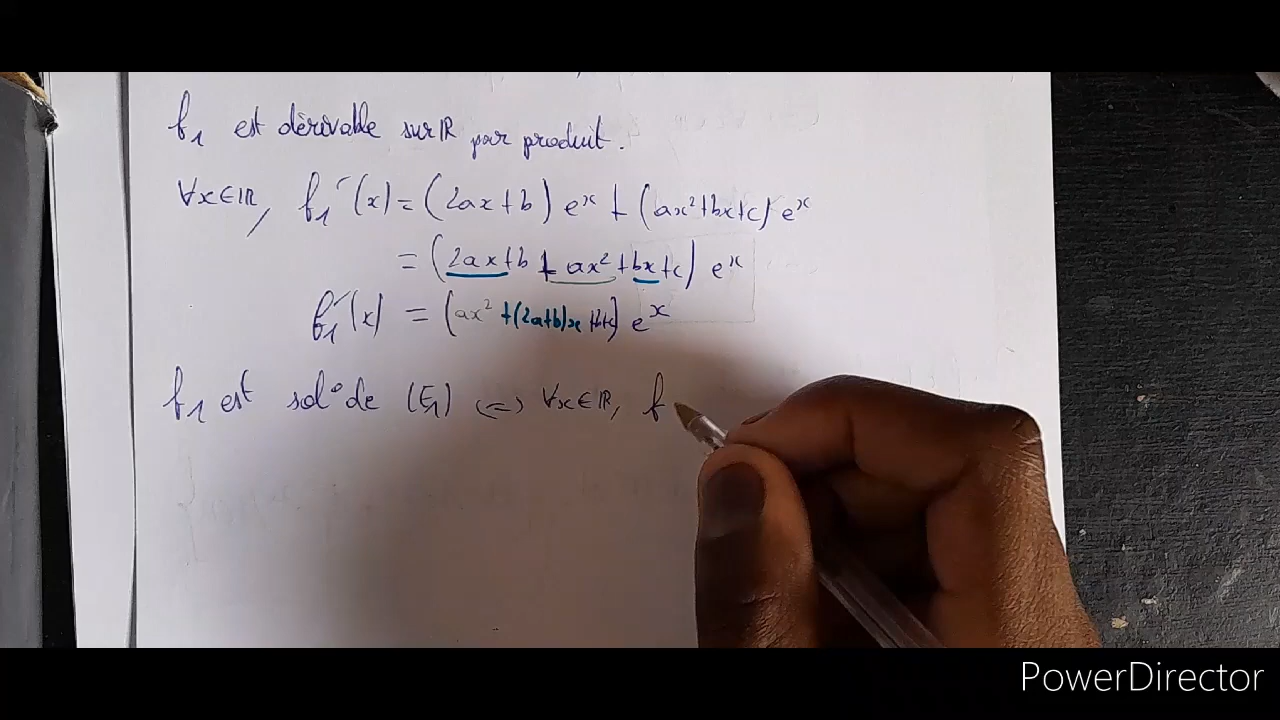 f₁ est dérivable sur ℝ par produit.
∀x∈ℝ, f₁'(x) = (2ax+b) eˣ + (ax²+bx+c) eˣ
= (2ax+b + ax² + bx+c) eˣ
f₁'(x) = (ax² +(2a+b)x +b+c) eˣ
f₁ est sol° de (E₁) <=> ∀x∈ℝ, f
PowerDirector